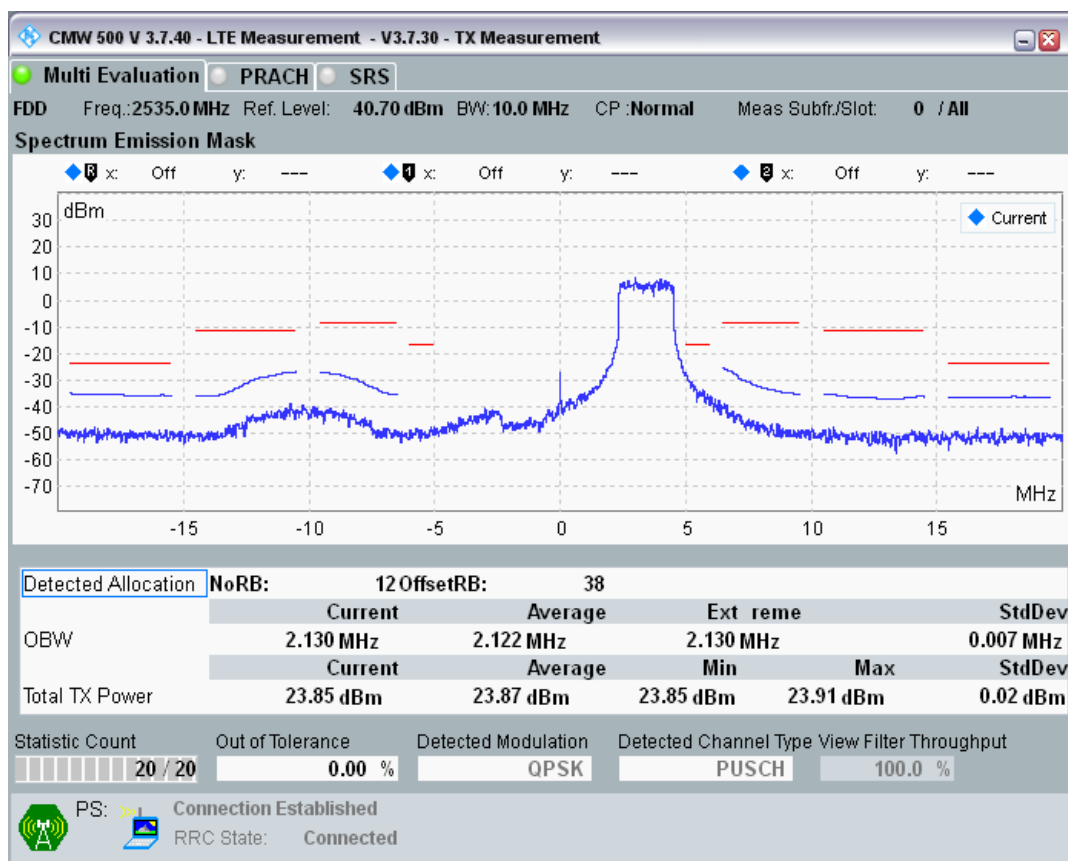 CMW 500 V 3.7.40 - LTE Measurement - V3.7.30 - TX Measurement
Multi Evaluation PRACH SRS
FDD Freq.:2535.0 MHz Ref. Level: 40.70 dBm BW:10.0 MHz CP :Normal Meas Subfr./Slot: 0 / All
Spectrum Emission Mask
R x: Off y: --- 1 x: Off y: --- 2 x: Off y: ---
dBm
Current
30
20
10
0
-10
-20
-30
-40
-50
-60
-70
MHz
-15 -10 -5 0 5 10 15
Detected Allocation NoRB: 12 OffsetRB: 38
Current Average Ext reme StdDev
OBW 2.130 MHz 2.122 MHz 2.130 MHz 0.007 MHz
Current Average Min Max StdDev
Total TX Power 23.85 dBm 23.87 dBm 23.85 dBm 23.91 dBm 0.02 dBm
Statistic Count Out of Tolerance Detected Modulation Detected Channel Type View Filter Throughput
20 / 20 0.00 % QPSK PUSCH 100.0 %
PS: Connection Established
RRC State: Connected